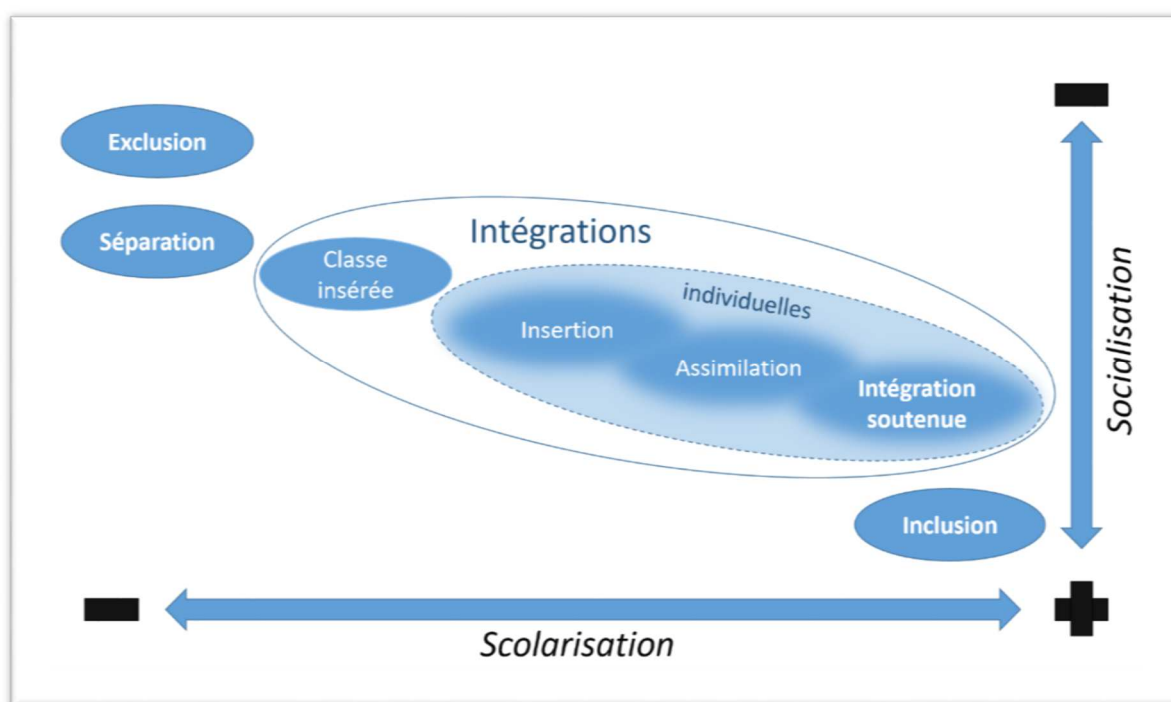 Exclusion
Séparation
Intégrations
Classe
insérée
individuelles
Insertion
Assimilation
Intégration
soutenue
Inclusion
Socialisation
Scolarisation